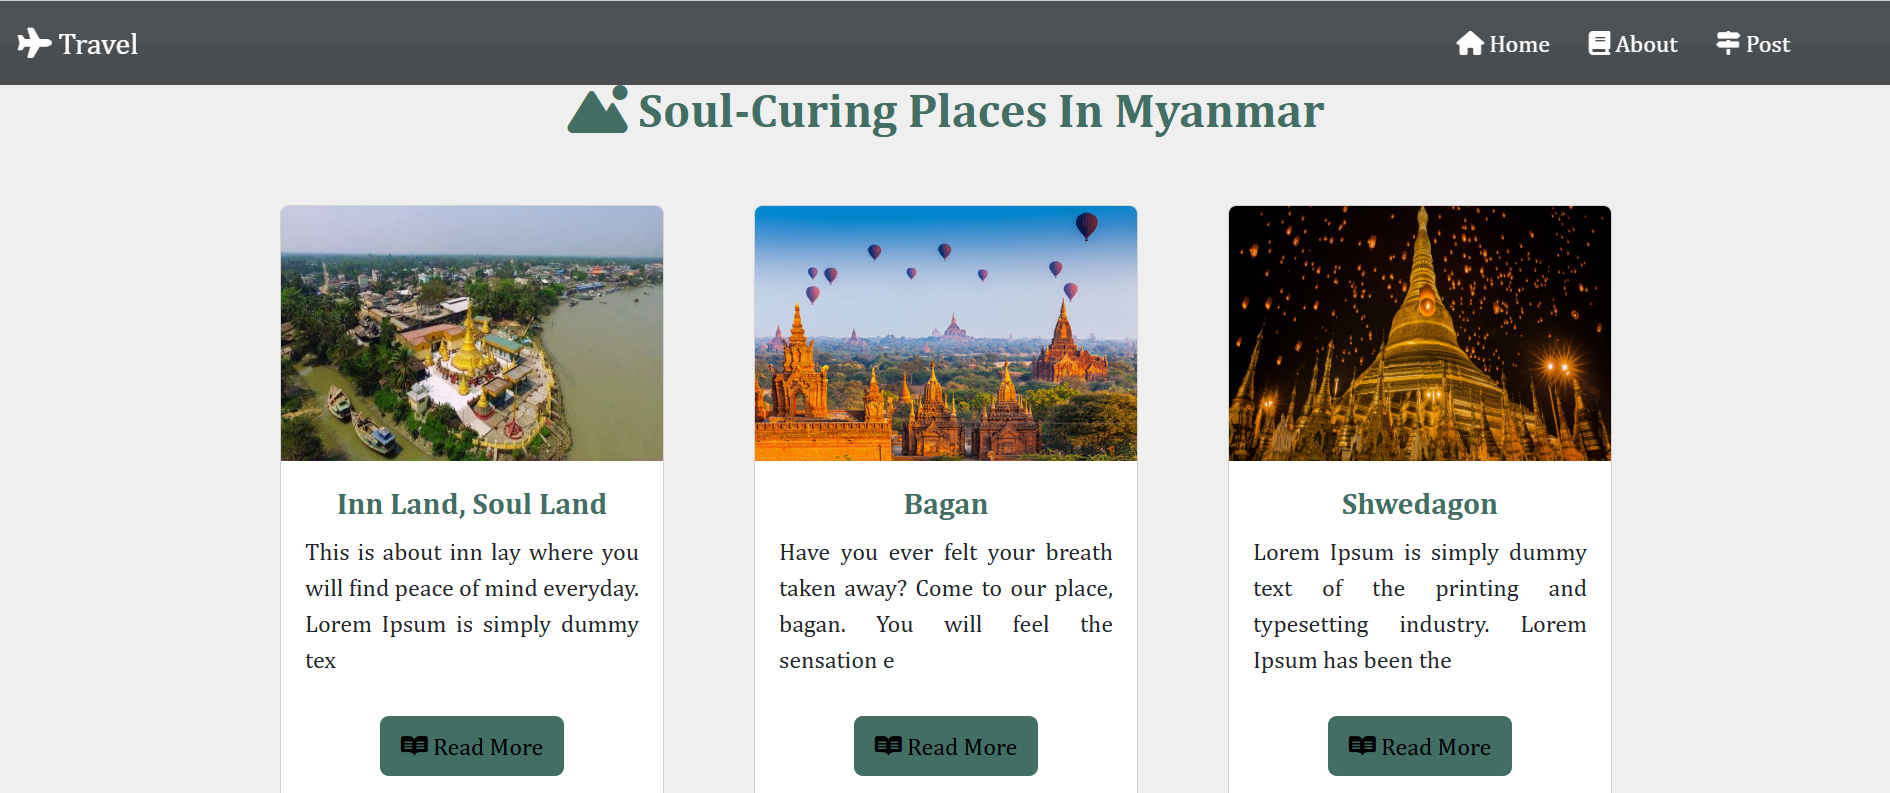 Travel
Home
About
Post
Soul-Curing Places In Myanmar
Inn Land, Soul Land
This is about inn lay where you
will find peace of mind everyday.
Lorem Ipsum is simply dummy
tex
Read More
Bagan
Have you ever felt your breath
taken away? Come to our place,
bagan. You will feel the
sensation e
Read More
Shwedagon
Lorem Ipsum is simply dummy
text of the printing and
typesetting industry. Lorem
Ipsum has been the
Read More